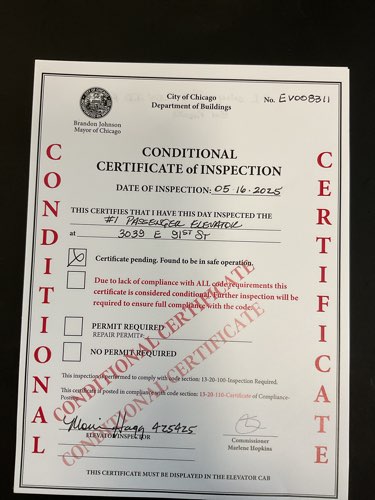 City of Chicago
Department of Buildings
No. EV008311
Brandon Johnson
Mayor of Chicago
CONDITIONAL
CERTIFICATE of INSPECTION
DATE OF INSPECTION: 05 16 2025
THIS CERTIFIES THAT I HAVE THIS DAY INSPECTED THE
#1 PASSENGER ELEVATOR
at 3039 E 91ST ST
X Certificate pending. Found to be in safe operation.
Due to lack of compliance with ALL code requirements this
certificate is considered conditional. Further inspection will be
required to ensure full compliance with the codes.
PERMIT REQUIRED
REPAIR PERMIT#
NO PERMIT REQUIRED
This inspection is performed to comply with code section: 13-20-100-Inspection Required.
This certificate if posted in compliance with code section: 13-20-110-Certificate of Compliance-
Posting
425425
ELEVATOR INSPECTOR
Commissioner
Marlene Hopkins
THIS CERTIFICATE MUST BE DISPLAYED IN THE ELEVATOR CAB
CONDITIONAL
CERTIFICATE
CONDITIONAL CERTIFICATE
CONDITIONAL CERTIFICATE